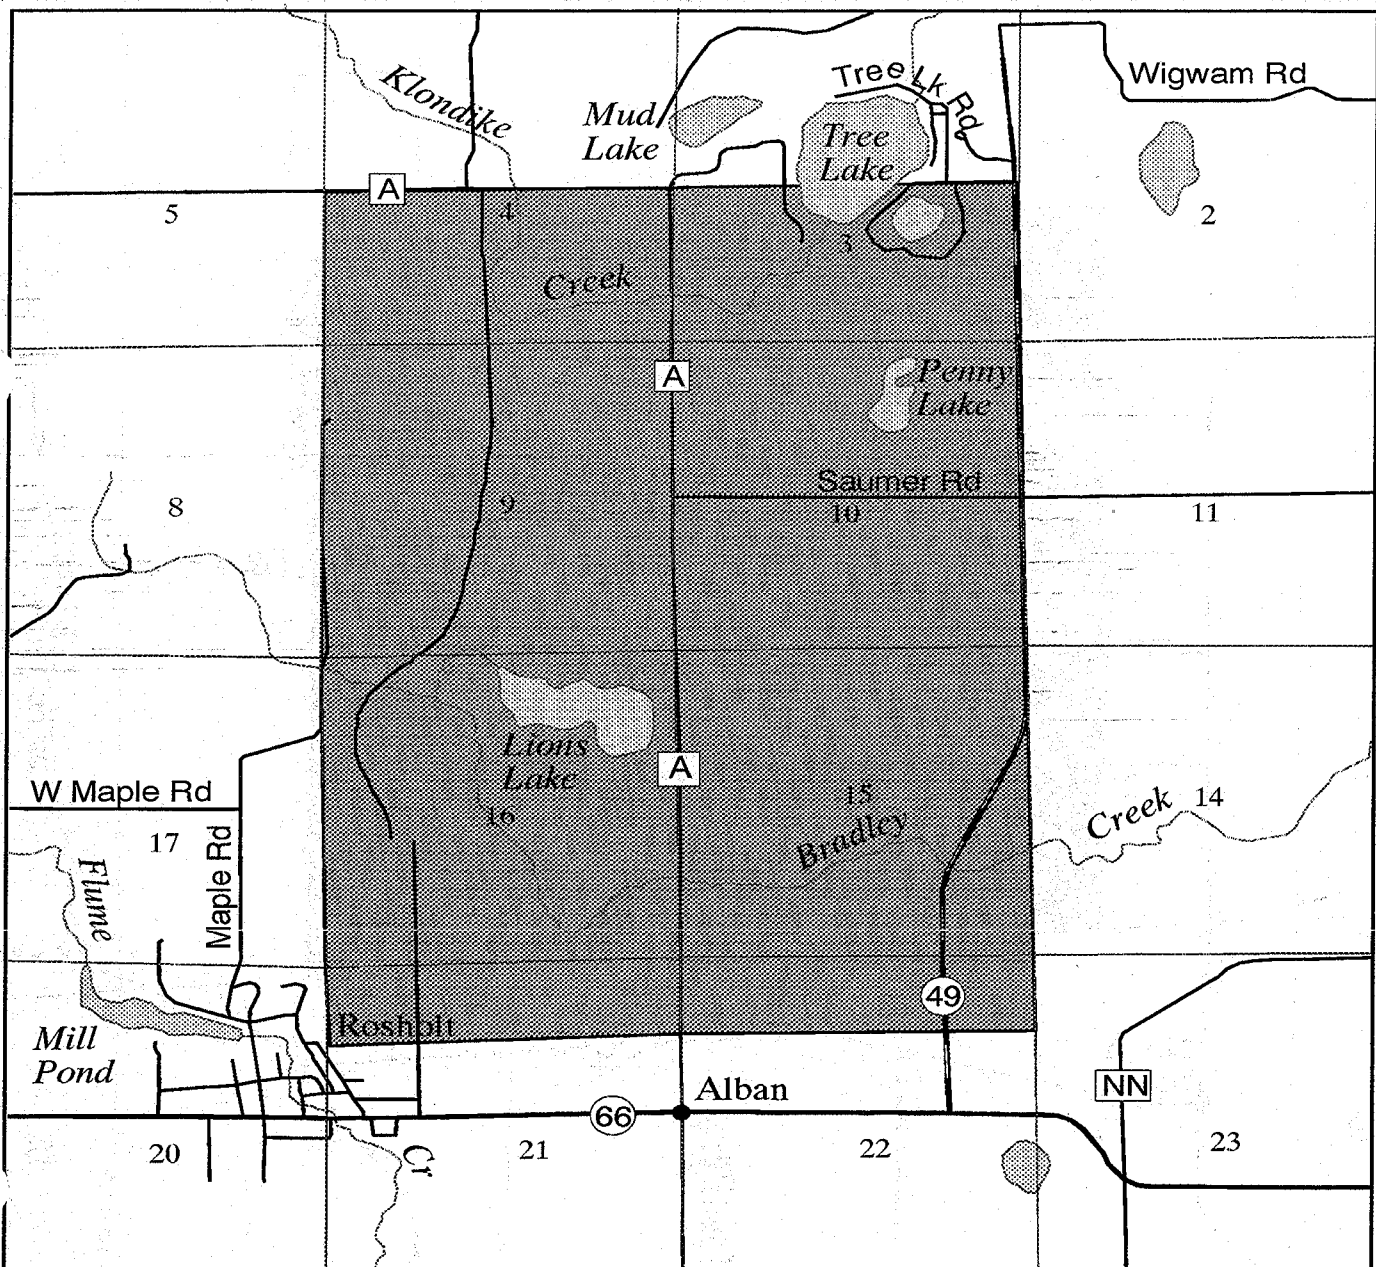 Klondike
Mud
Lake
Tree Lk Rd
Tree
Lake
Wigwam Rd
A
5
4
3
2
Creek
A
Penny
Lake
Saumer Rd
8
9
10
11
Lions
Lake
A
W Maple Rd
17
Maple Rd
16
15
Bradley
Creek
14
Flume
49
Rosholt
Mill
Pond
Alban
NN
66
20
21
22
23
Cr